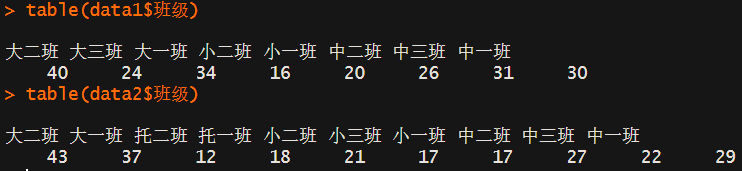 > table(data1$班级)
大二班 大三班 大一班 小二班 小一班 中二班 中三班 中一班
40 24 34 16 20 26 31 30
> table(data2$班级)
大二班 大一班 托二班 托一班 小二班 小三班 小一班 中二班 中三班 中一班
43 37 12 18 21 17 17 27 22 29